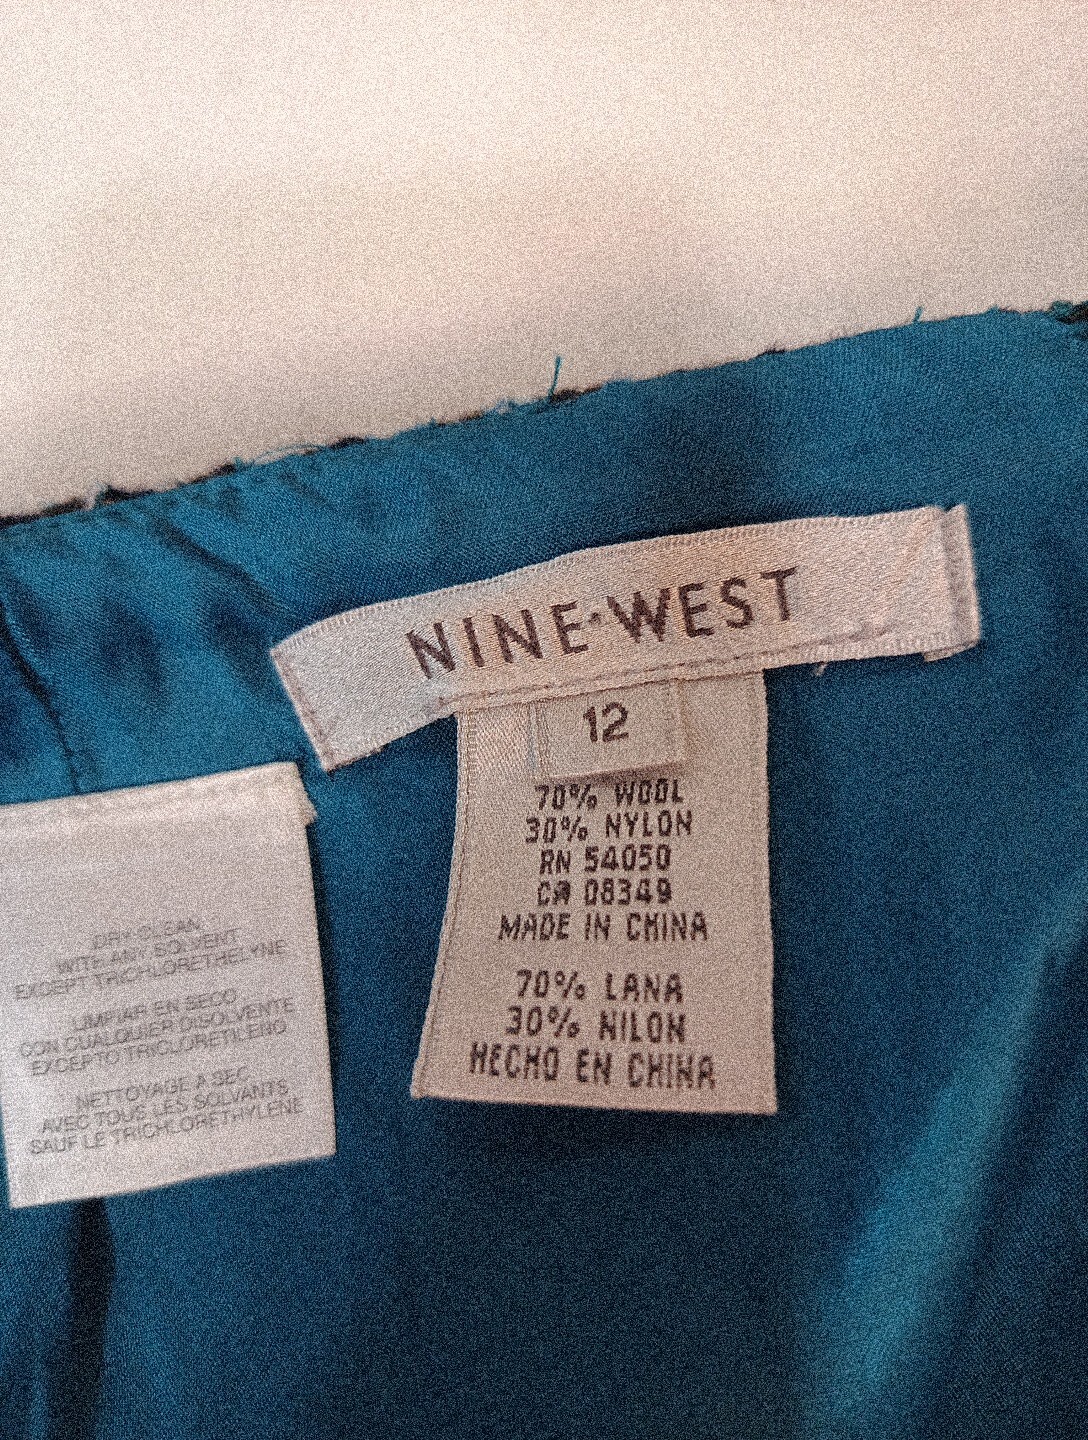 NINE·WEST
12
70% WOOL
30% NYLON
RN 54050
CA 08349
MADE IN CHINA
70% LANA
30% NILON
HECHO EN CHINA
DRY CLEAN
WITH ANY SOLVENT
EXCEPT TRICHLORETHELYNE
LIMPIAR EN SECO
CON CUALQUIER DISOLVENTE
EXCEPTO TRICLORETILENO
NETTOYAGE A SEC
AVEC TOUS LES SOLVANTS
SAUF LE TRICHLORETHYLENE